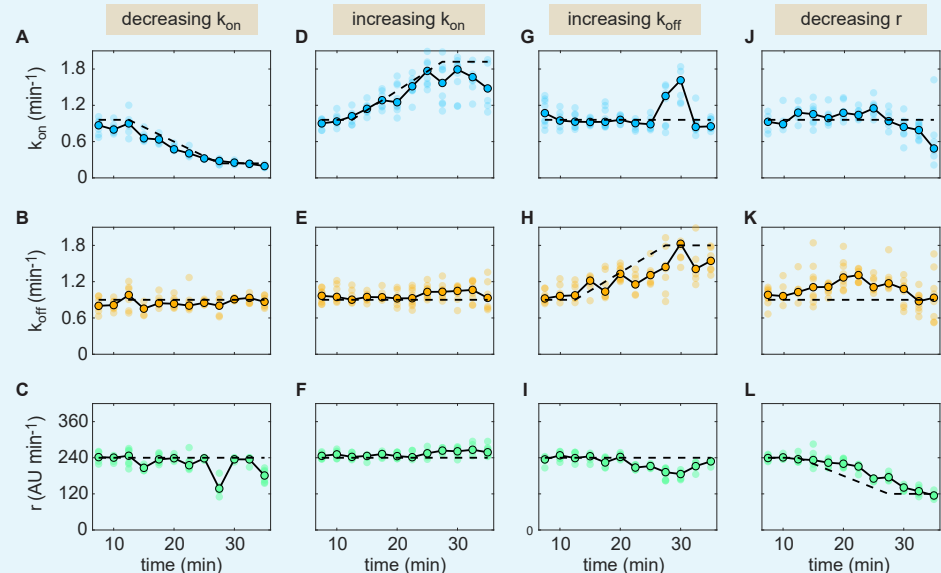 decreasing k_on increasing k_on increasing k_off decreasing r
A D G J
k_on (min⁻¹)
1.8
1.2
0.6
0
B E H K
k_off (min⁻¹)
1.8
1.2
0.6
0
C F I L
r (AU min⁻¹)
360
240
120
0
0
10 20 30 10 20 30 10 20 30 10 20 30
time (min) time (min) time (min) time (min)